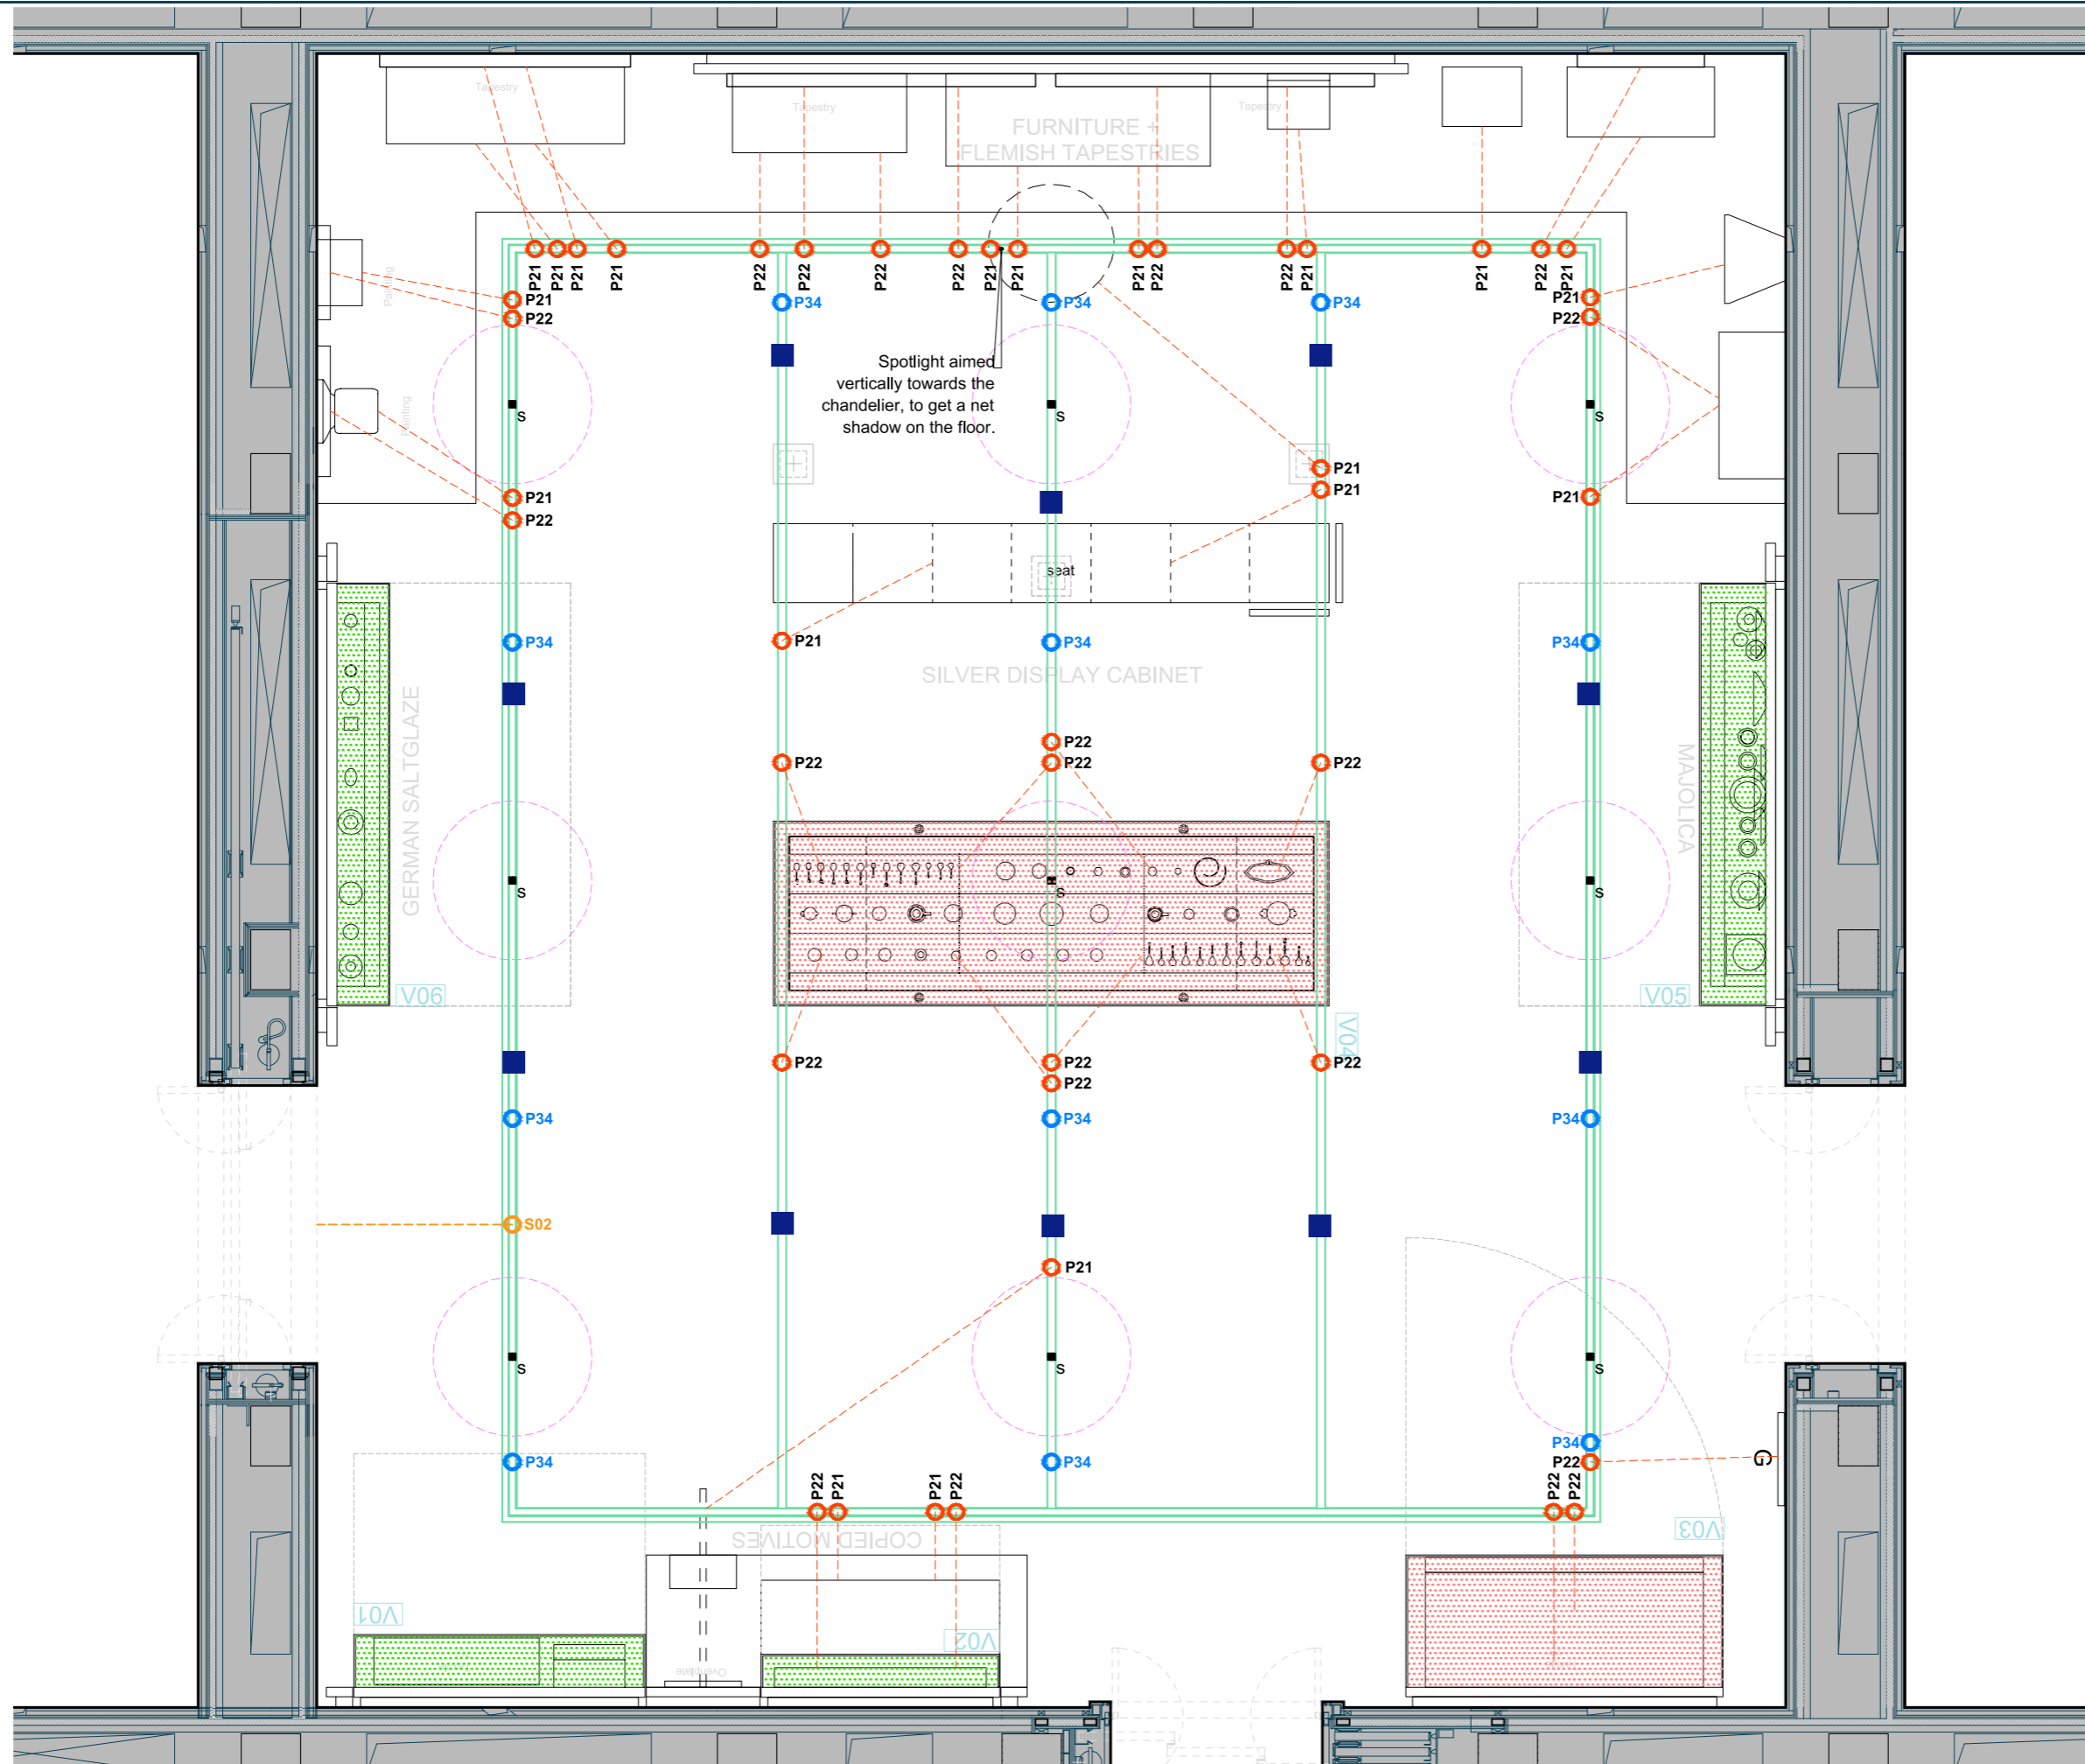 Tapestry
Tapestry
Tapestry
FURNITURE +
FLEMISH TAPESTRIES
P21
P21
P21
P21
P22
P22
P22
P22
P21
P21
P21
P22
P22
P21
P21
P22
P21
Painting
P21
P22
P34
P34
P34
P21
P22
Spotlight aimed
vertically towards the
chandelier, to get a net
shadow on the floor.
Painting
S
S
S
P21
P21
P21
P22
P21
seat
P34
P21
P34
P34
SILVER DISPLAY CABINET
GERMAN SALTGLAZE
MAJOLICA
P22
P22
P22
P22
S
S
S
V06
V05
V04
P22
P22
P22
P22
P34
P34
P34
S02
P21
S
S
S
P34
P34
P34
P22
G
P22
P21
P21
P22
P22
P22
COPIED MOTIVES
V03
V01
V02
Ovenplate